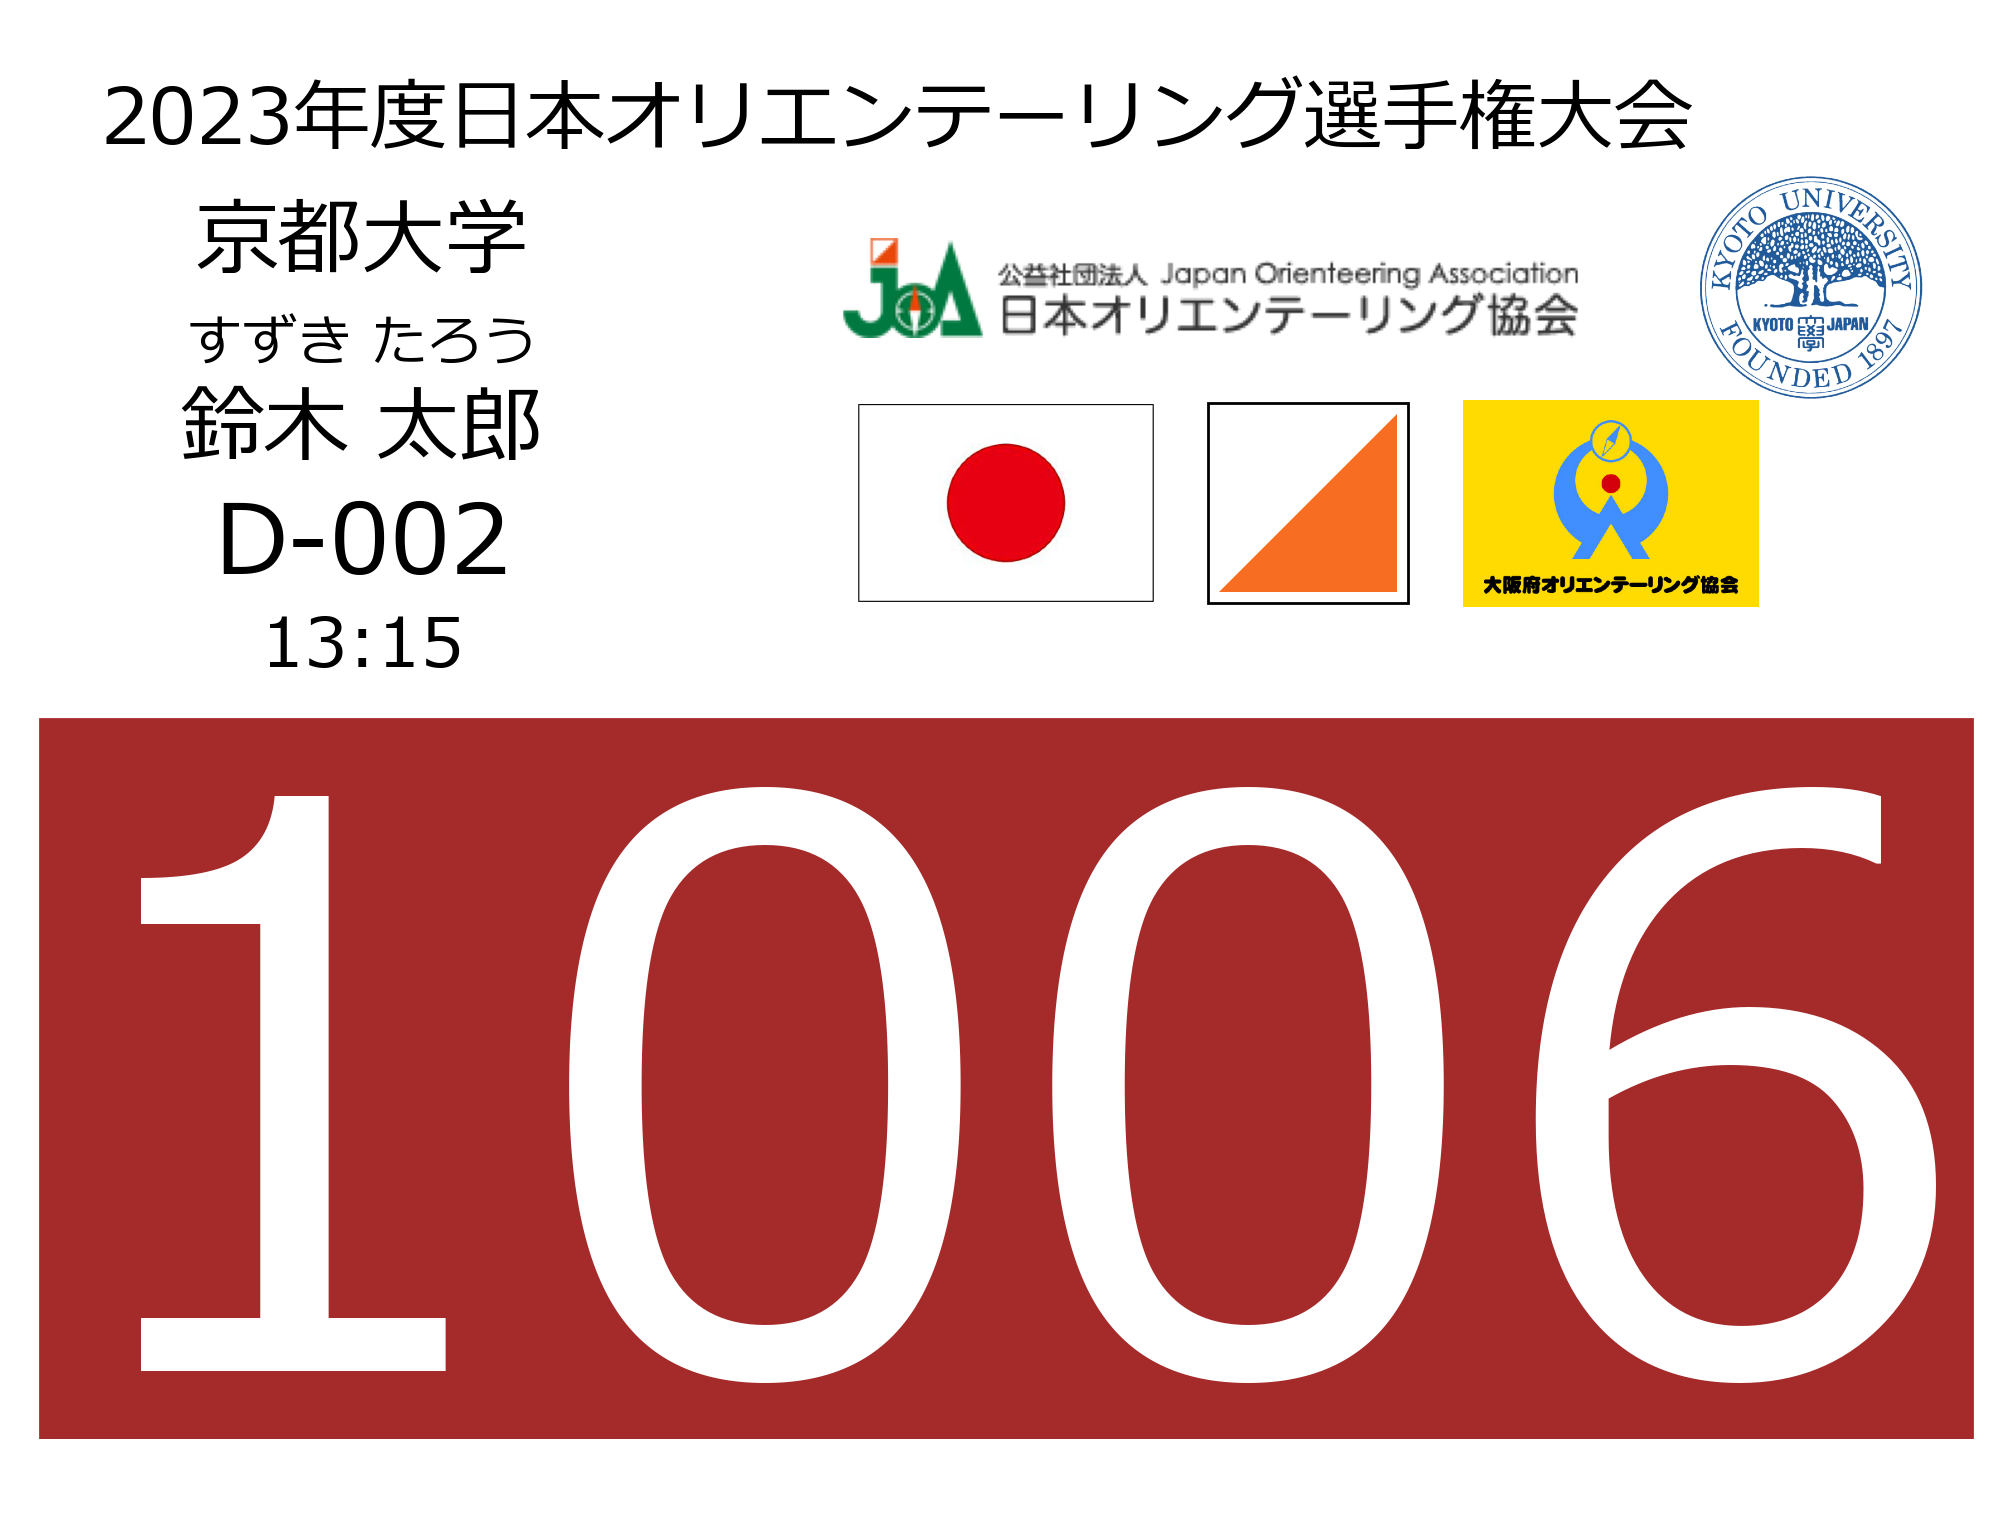 2023年度日本オリエンテーリング選手権大会
京都大学
すずき たろう
鈴木 太郎
D-002
13:15
JOA
公益社団法人 Japan Orienteering Association
日本オリエンテーリング協会
KYOTO UNIVERSITY
KYOTO 大學 JAPAN
FOUNDED 1897
大阪府オリエンテーリング協会
1006